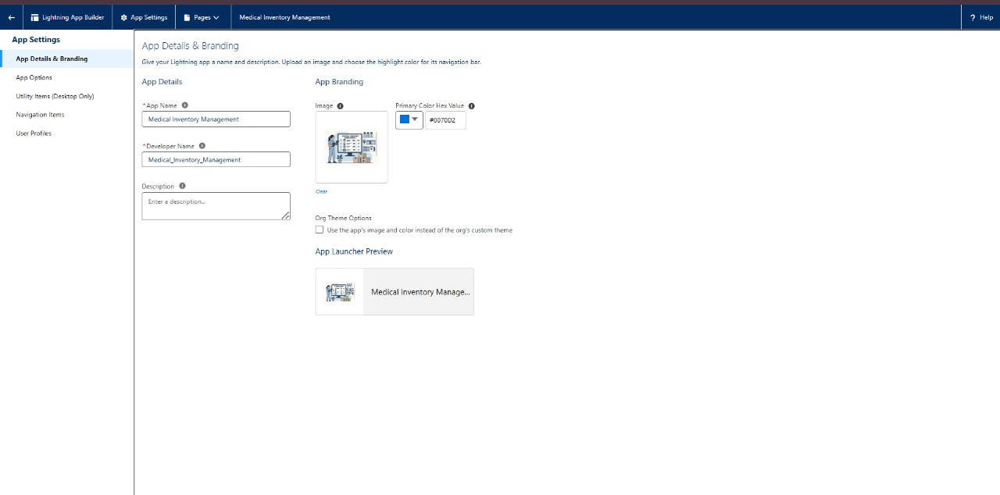 Lightning App Builder
App Settings
Pages
Medical Inventory Management
? Help
App Settings
App Details & Branding
App Options
Utility Items (Desktop Only)
Navigation Items
User Profiles
App Details & Branding
Give your Lightning app a name and description. Upload an image and choose the highlight color for its navigation bar.
App Details
*App Name
Medical Inventory Management
*Developer Name
Medical_Inventory_Management
Description
Enter a description...
App Branding
Image
Primary Color Hex Value
#0070D2
Clear
Org Theme Options
Use the app's image and color instead of the org's custom theme
App Launcher Preview
Medical Inventory Manage...